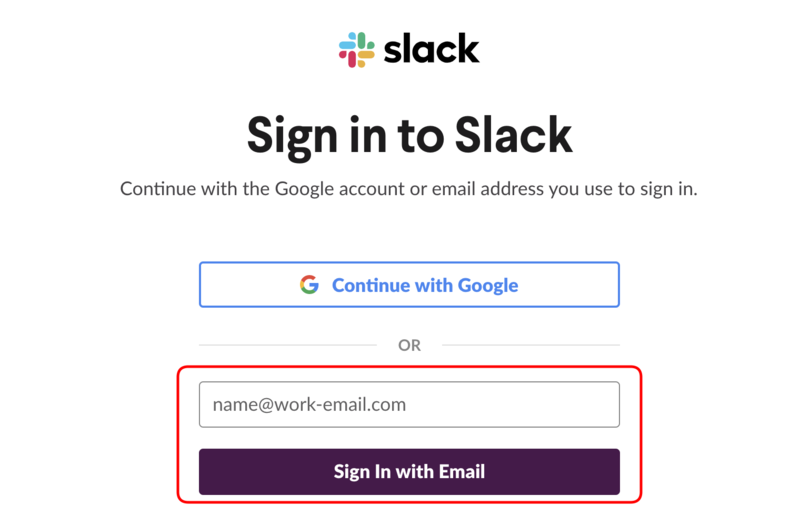 slack
Sign in to Slack
Continue with the Google account or email address you use to sign in.
Continue with Google
OR
name@work-email.com
Sign In with Email